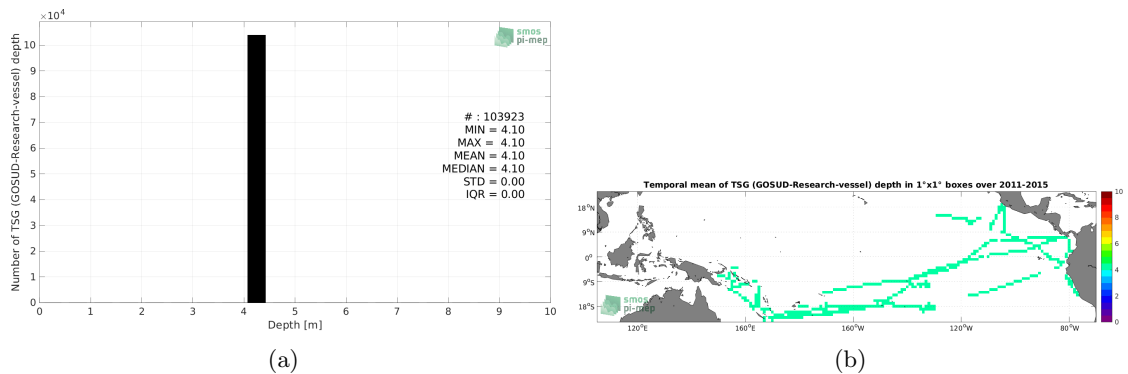 ×10⁴
10
9
8
7
6
5
4
3
2
1
0
Number of TSG (GOSUD-Research-vessel) depth
smos
pi-mep
# : 103923
MIN = 4.10
MAX = 4.10
MEAN = 4.10
MEDIAN = 4.10
STD = 0.00
IQR = 0.00
0 1 2 3 4 5 6 7 8 9 10
Depth [m]
(a)
Temporal mean of TSG (GOSUD-Research-vessel) depth in 1°x1° boxes over 2011-2015
18°N
9°N
0°
9°S
18°S
smos
pi-mep
120°E 160°E 160°W 120°W 80°W
10
8
6
4
2
0
(b)